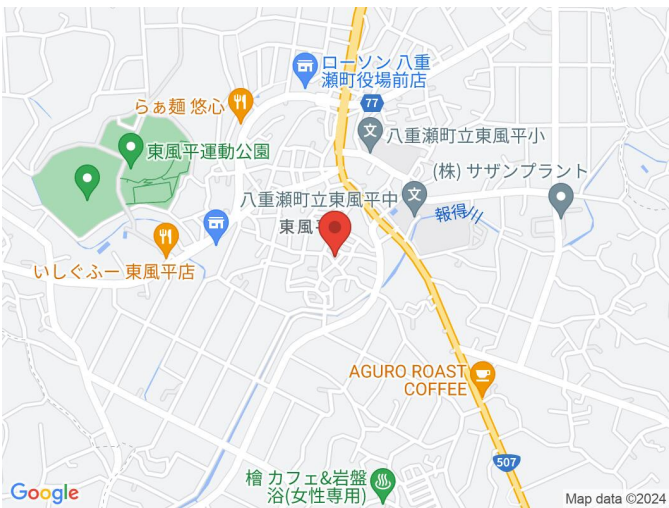 ローソン 八重
瀬町役場前店
らぁ麺 悠心
77
八重瀬町立東風平小
東風平運動公園
(株) サザンプラント
八重瀬町立東風平中
報得川
東風
いしぐふー 東風平店
AGURO ROAST
COFFEE
507
檜 カフェ&岩盤
浴(女性専用)
Google
Map data ©2024